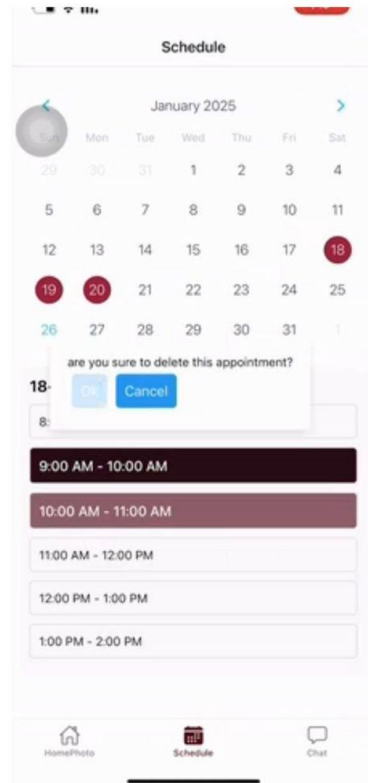 Schedule
January 2025
Sun Mon Tue Wed Thu Fri Sat
29 30 31 1 2 3 4
5 6 7 8 9 10 11
12 13 14 15 16 17 18
19 20 21 22 23 24 25
26 27 28 29 30 31 1
are you sure to delete this appointment?
Ok Cancel
18-
8:
9:00 AM - 10:00 AM
10:00 AM - 11:00 AM
11:00 AM - 12:00 PM
12:00 PM - 1:00 PM
1:00 PM - 2:00 PM
HomePhoto Schedule Chat